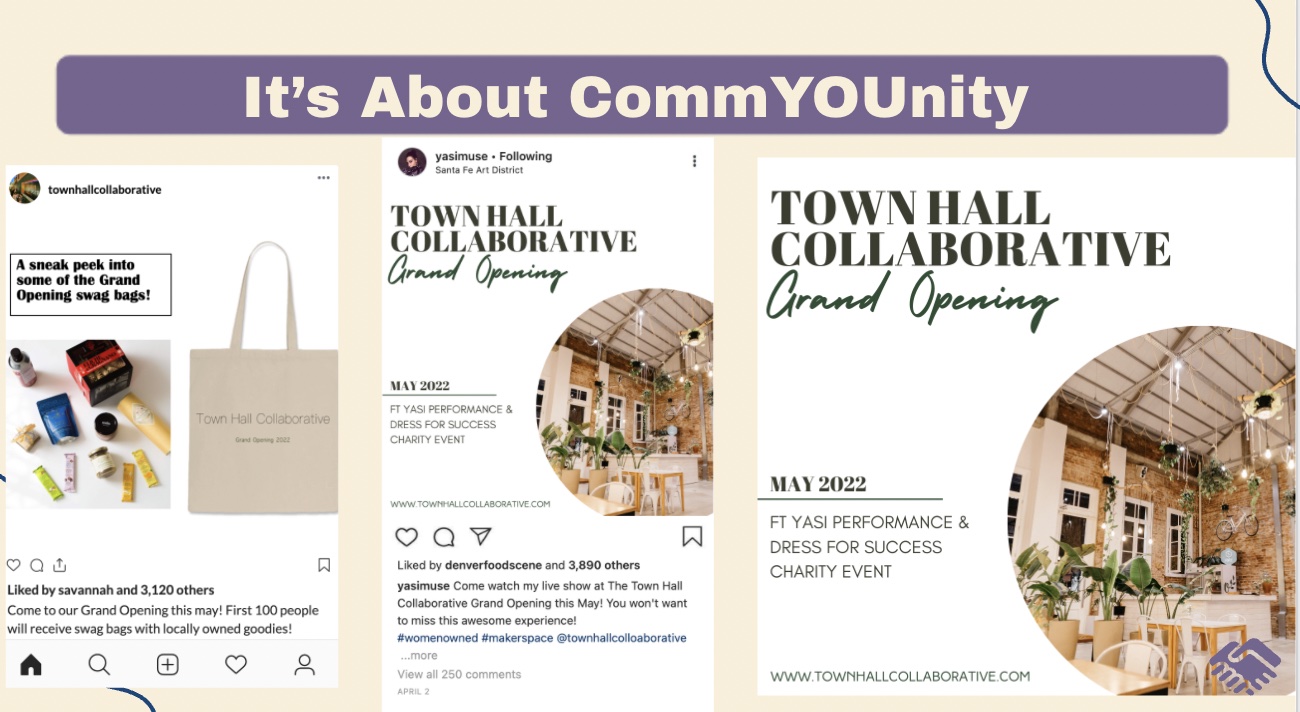 It's About CommYOUnity
townhallcollaborative
A sneak peek into
some of the Grand
Opening swag bags!
Town Hall Collaborative
Grand Opening 2022
Liked by savannah and 3,120 others
Come to our Grand Opening this may! First 100 people
will receive swag bags with locally owned goodies!
yasimuse • Following
Santa Fe Art District
TOWN HALL
COLLABORATIVE
Grand Opening
MAY 2022
FT YASI PERFORMANCE &
DRESS FOR SUCCESS
CHARITY EVENT
WWW.TOWNHALLCOLLABORATIVE.COM
Liked by denverfoodscene and 3,890 others
yasimuse Come watch my live show at The Town Hall
Collaborative Grand Opening this May! You won't want
to miss this awesome experience!
#womenowned #makerspace @townhallcolloaborative
...more
View all 250 comments
APRIL 2
TOWN HALL
COLLABORATIVE
Grand Opening
MAY 2022
FT YASI PERFORMANCE &
DRESS FOR SUCCESS
CHARITY EVENT
WWW.TOWNHALLCOLLABORATIVE.COM